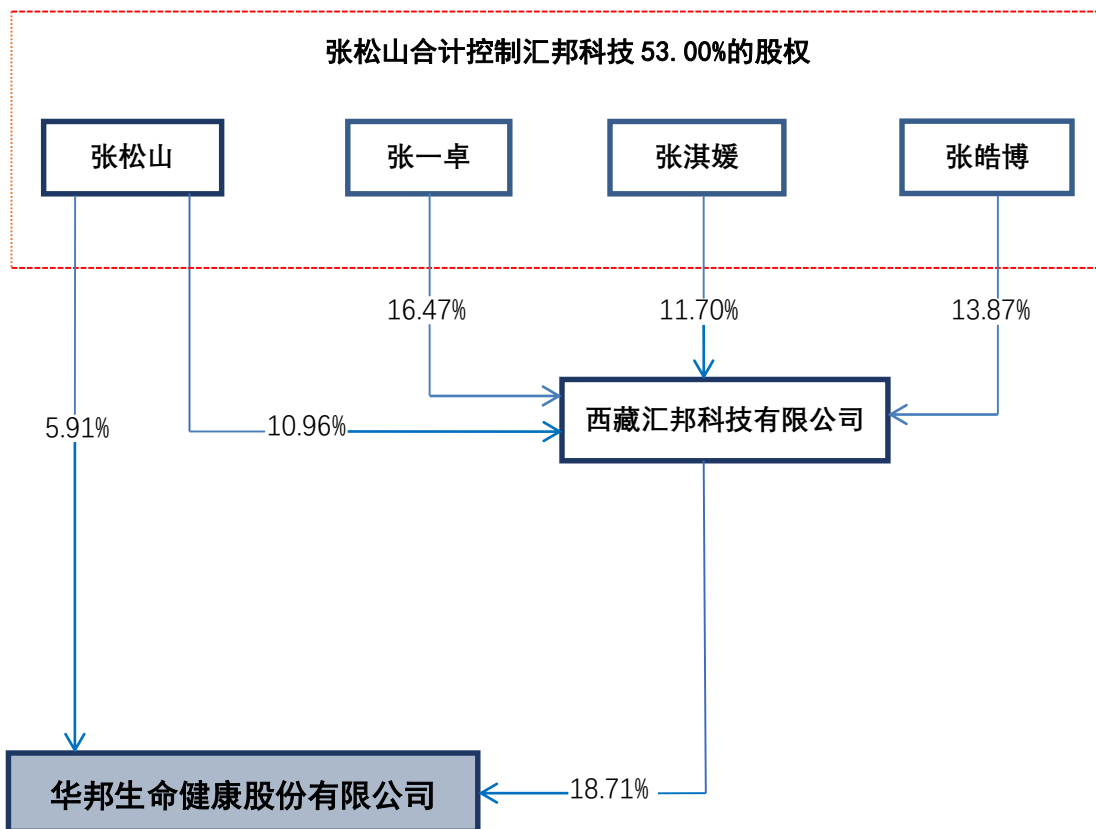 张松山合计控制汇邦科技 53.00%的股权
张松山
张一卓
张淇媛
张皓博
16.47%
11.70%
13.87%
西藏汇邦科技有限公司
5.91%
10.96%
华邦生命健康股份有限公司
18.71%